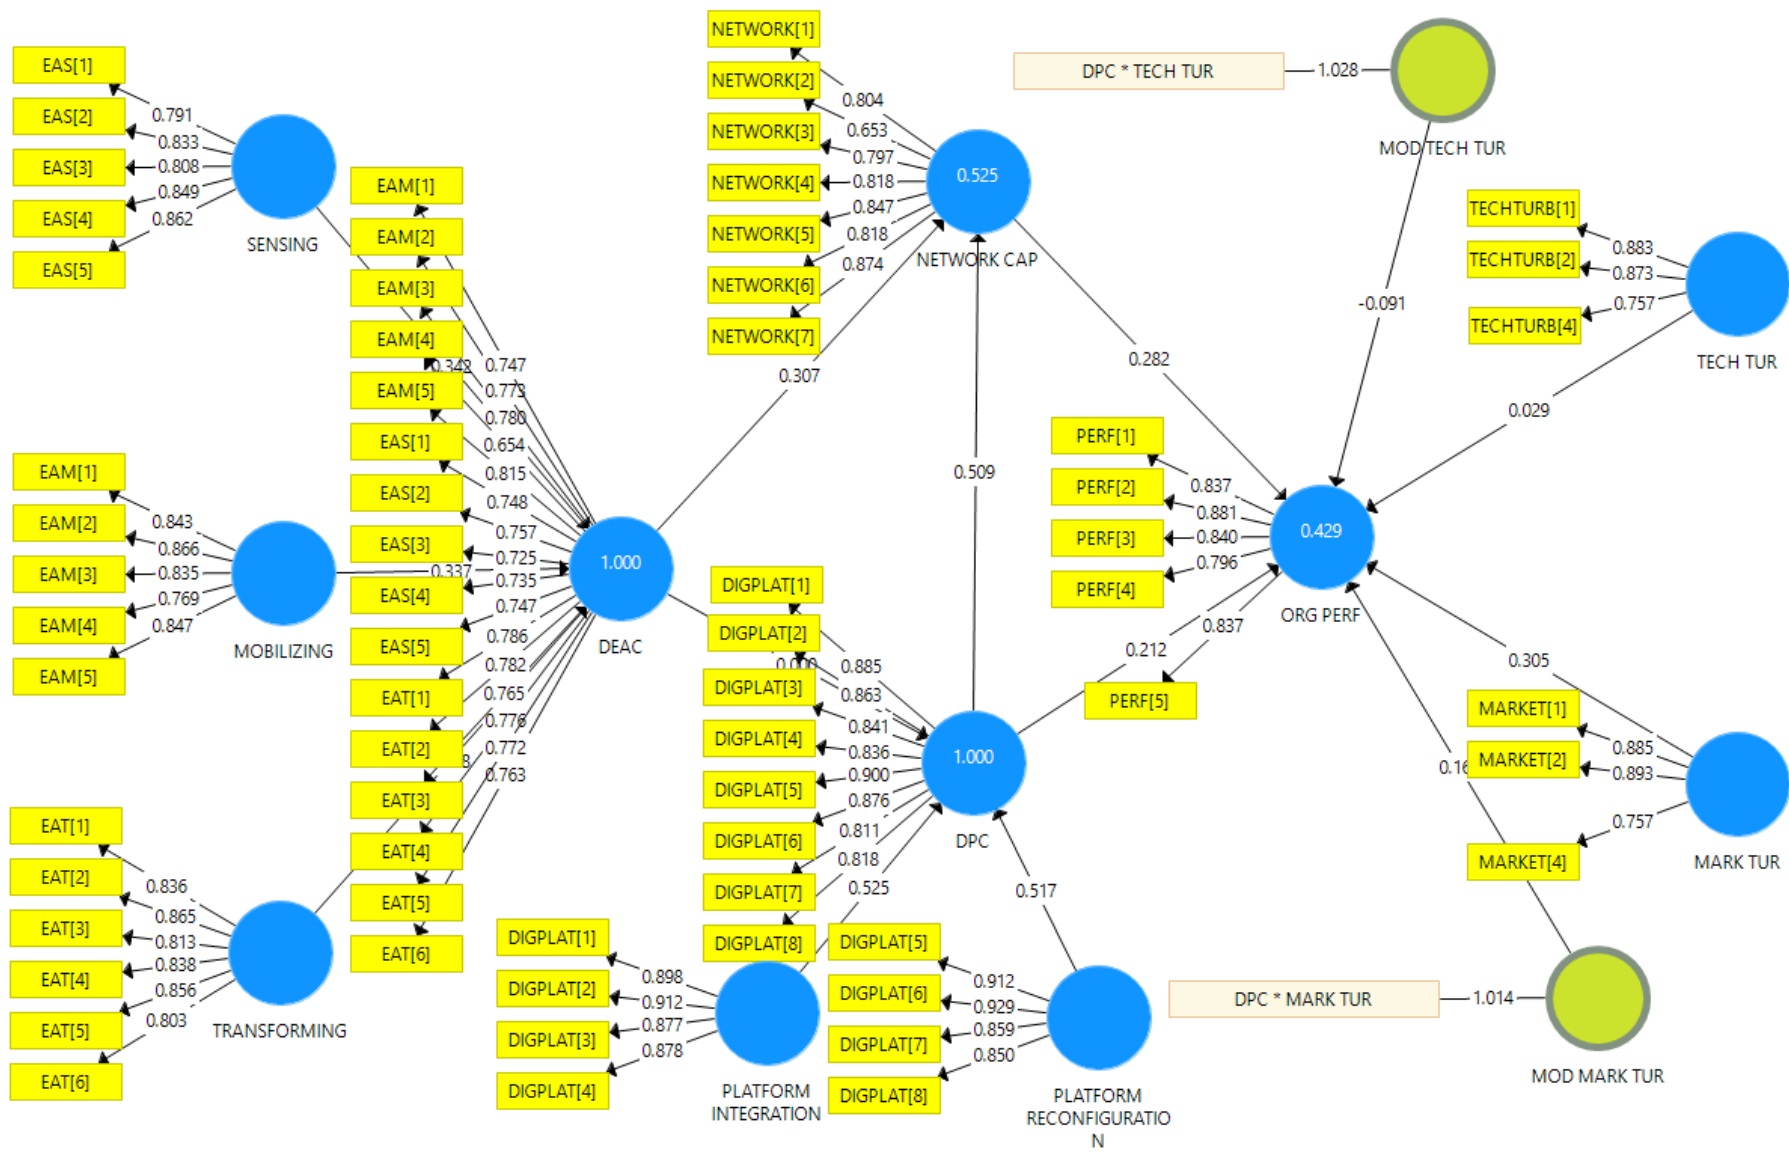 EAS[1]
EAS[2]
EAS[3]
EAS[4]
EAS[5]
0.791
0.833
0.808
0.849
0.862
SENSING
EAM[1]
EAM[2]
EAM[3]
EAM[4]
EAM[5]
0.843
0.866
0.835
0.769
0.847
MOBILIZING
EAT[1]
EAT[2]
EAT[3]
EAT[4]
EAT[5]
EAT[6]
0.836
0.865
0.813
0.838
0.856
0.803
TRANSFORMING
EAM[1]
EAM[2]
EAM[3]
EAM[4]
EAM[5]
EAS[1]
EAS[2]
EAS[3]
EAS[4]
EAS[5]
EAT[1]
EAT[2]
EAT[3]
EAT[4]
EAT[5]
EAT[6]
0.342
0.337
0.747
0.773
0.780
0.654
0.815
0.748
0.757
0.725
0.735
0.747
0.786
0.782
0.765
0.776
0.772
0.763
1.000
DEAC
NETWORK[1]
NETWORK[2]
NETWORK[3]
NETWORK[4]
NETWORK[5]
NETWORK[6]
NETWORK[7]
0.804
0.653
0.797
0.818
0.847
0.818
0.874
0.525
NETWORK CAP
0.307
0.509
0.282
DIGPLAT[1]
DIGPLAT[2]
DIGPLAT[3]
DIGPLAT[4]
DIGPLAT[5]
DIGPLAT[6]
DIGPLAT[7]
DIGPLAT[8]
0.000
0.885
0.863
0.841
0.836
0.900
0.876
0.811
0.818
0.525
1.000
DPC
0.517
0.212
DIGPLAT[1]
DIGPLAT[2]
DIGPLAT[3]
DIGPLAT[4]
0.898
0.912
0.877
0.878
PLATFORM
INTEGRATION
DIGPLAT[5]
DIGPLAT[6]
DIGPLAT[7]
DIGPLAT[8]
0.912
0.929
0.859
0.850
PLATFORM
RECONFIGURATIO
N
PERF[1]
PERF[2]
PERF[3]
PERF[4]
PERF[5]
0.837
0.881
0.840
0.796
0.837
0.429
ORG PERF
DPC * TECH TUR
1.028
MOD TECH TUR
-0.091
TECHTURB[1]
TECHTURB[2]
TECHTURB[4]
0.883
0.873
0.757
TECH TUR
0.029
0.305
MARKET[1]
MARKET[2]
MARKET[4]
0.885
0.893
0.757
MARK TUR
DPC * MARK TUR
1.014
MOD MARK TUR